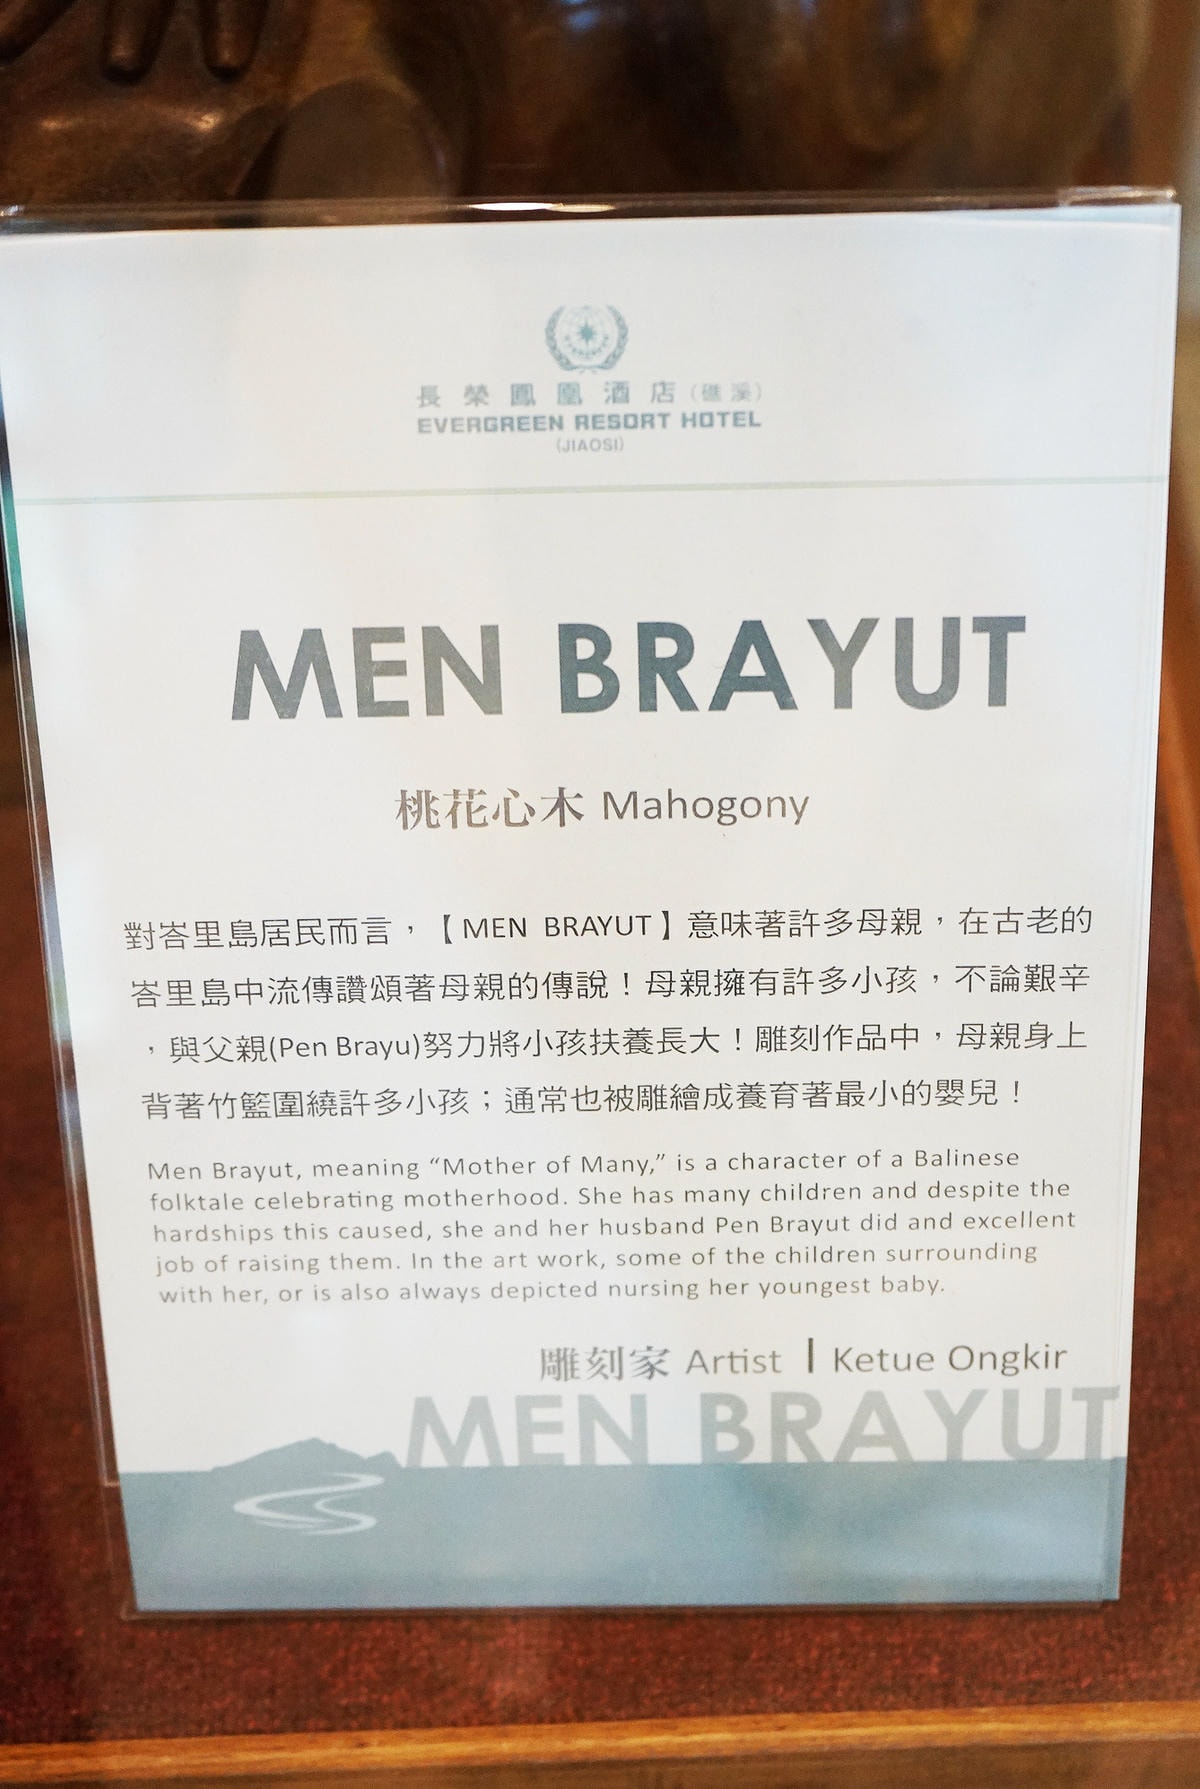 長榮鳳凰酒店(礁溪)
EVERGREEN RESORT HOTEL
(JIAOSI)
MEN BRAYUT
桃花心木 Mahogony
對峇里島居民而言，【MEN BRAYUT】意味著許多母親，在古老的
峇里島中流傳讚頌著母親的傳說！母親擁有許多小孩，不論艱辛
，與父親(Pen Brayu)努力將小孩扶養長大！雕刻作品中，母親身上
背著竹籃圍繞許多小孩；通常也被雕繪成養育著最小的嬰兒！
Men Brayut, meaning “Mother of Many,” is a character of a Balinese
folktale celebrating motherhood. She has many children and despite the
hardships this caused, she and her husband Pen Brayut did and excellent
job of raising them. In the art work, some of the children surrounding
with her, or is also always depicted nursing her youngest baby.
雕刻家 Artist | Ketue Ongkir
MEN BRAYUT